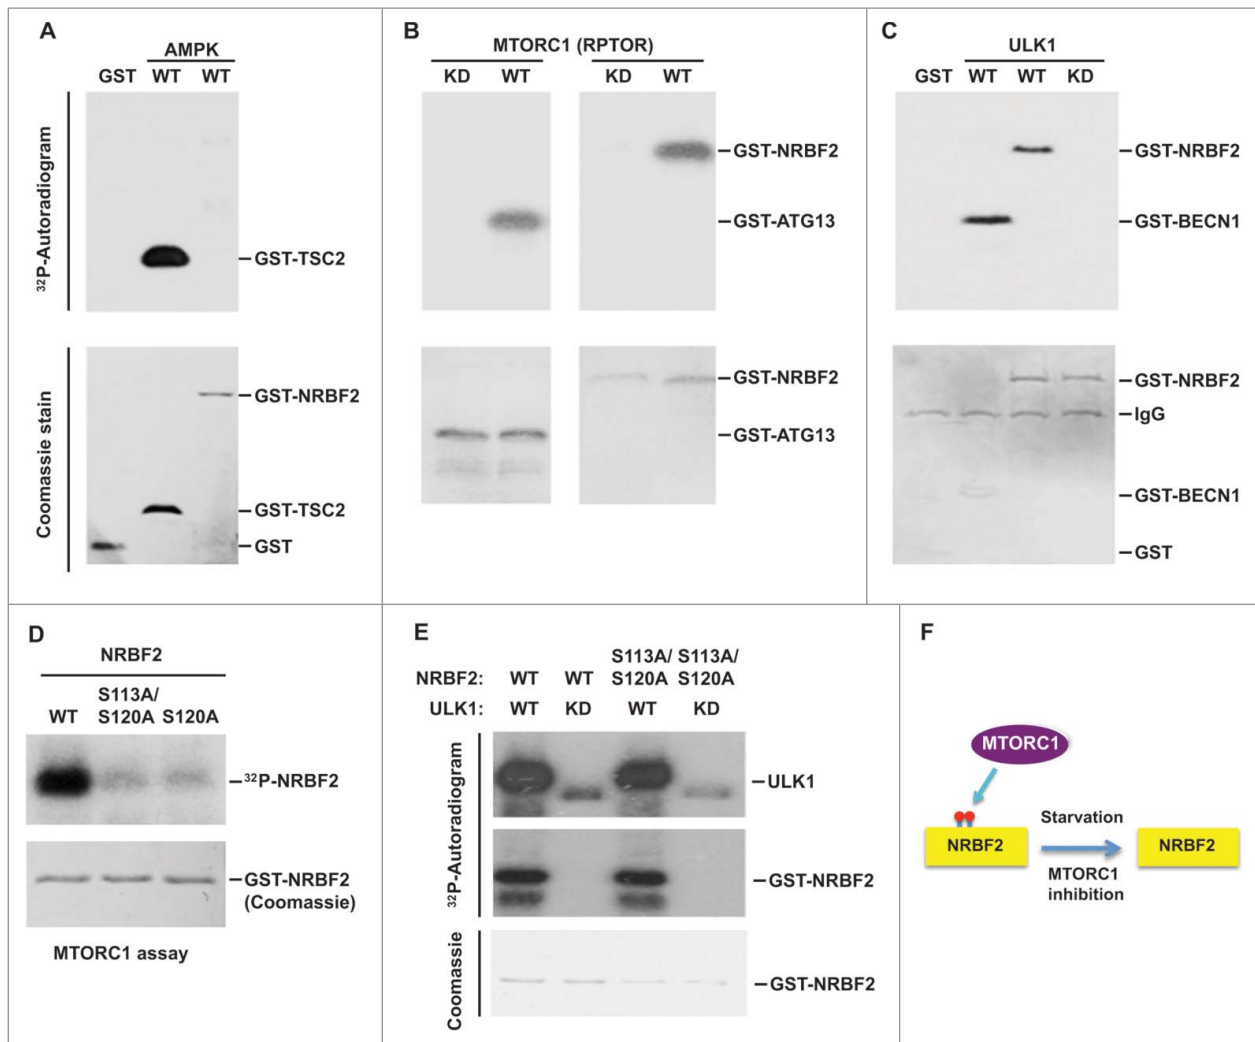 A
AMPK
GST WT WT
³²P-Autoradiogram
GST-TSC2
Coomassie stain
GST-NRBF2
GST-TSC2
GST
B
MTORC1 (RPTOR)
KD WT KD WT
GST-NRBF2
GST-ATG13
GST-NRBF2
GST-ATG13
C
ULK1
GST WT WT KD
GST-NRBF2
GST-BECN1
GST-NRBF2
IgG
GST-BECN1
GST
D
NRBF2
S113A/
WT S120A S120A
³²P-NRBF2
GST-NRBF2
(Coomassie)
MTORC1 assay
E
S113A/ S113A/
NRBF2: WT WT S120A S120A
ULK1: WT KD WT KD
³²P-Autoradiogram
ULK1
GST-NRBF2
Coomassie
GST-NRBF2
F
MTORC1
Starvation
NRBF2 NRBF2
MTORC1
inhibition